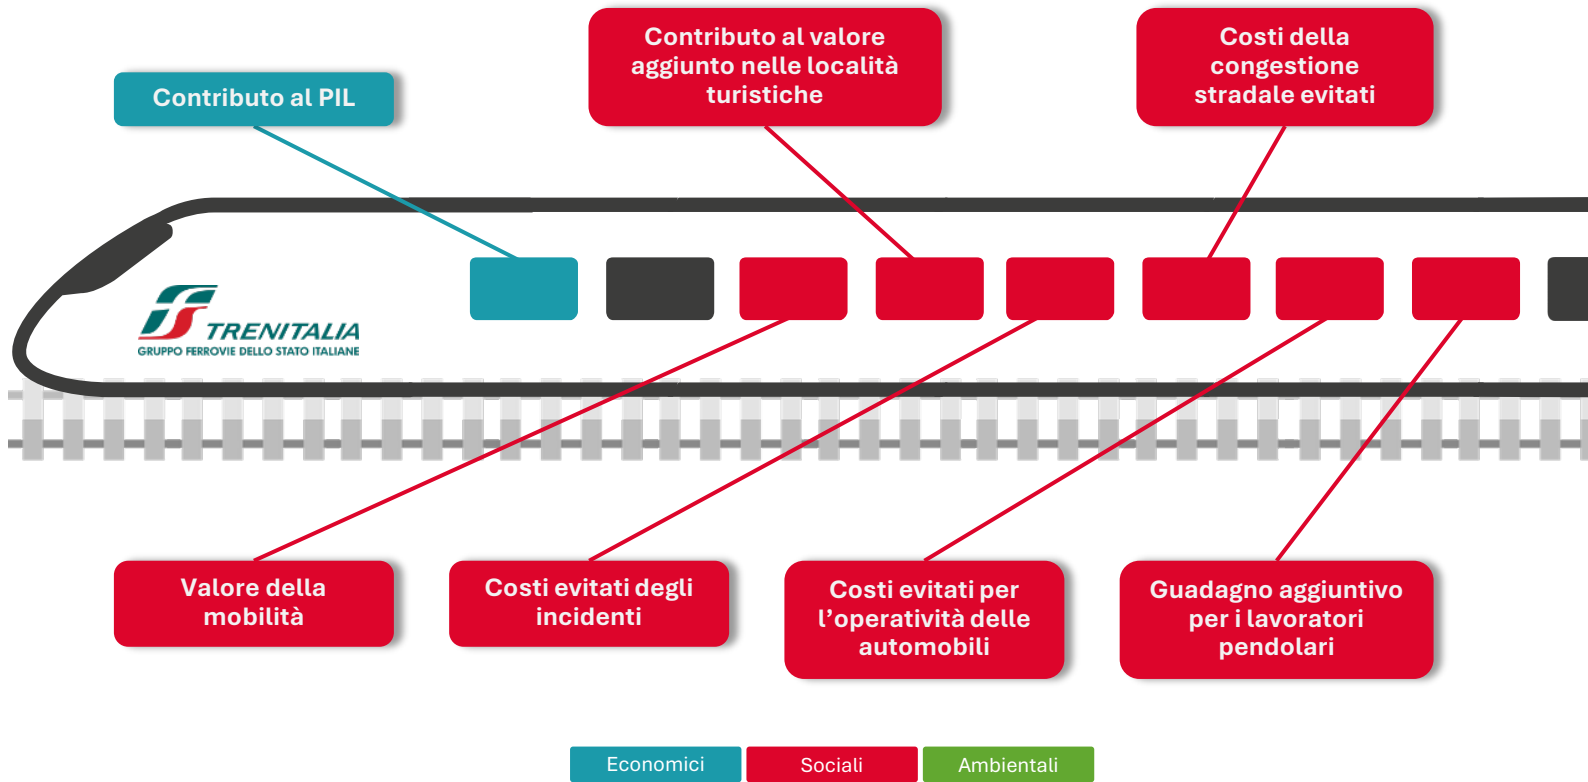 Contributo al PIL
Contributo al valore
aggiunto nelle località
turistiche
Costi della
congestione
stradale evitati
TRENITALIA
GRUPPO FERROVIE DELLO STATO ITALIANE
Valore della
mobilità
Costi evitati degli
incidenti
Costi evitati per
l’operatività delle
automobili
Guadagno aggiuntivo
per i lavoratori
pendolari
Economici
Sociali
Ambientali